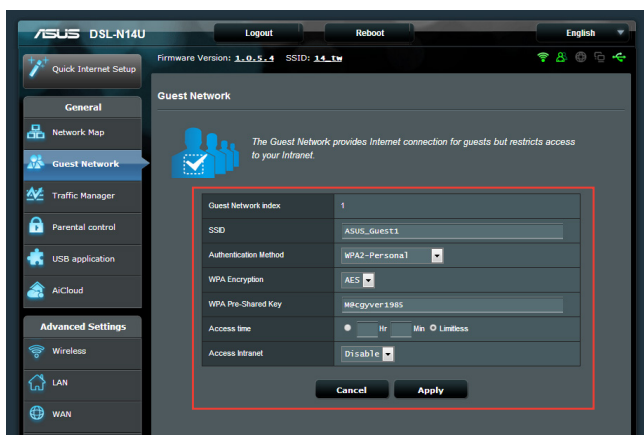 ASUS DSL-N14U Logout Reboot English
Quick Internet Setup
Firmware Version: 1.0.5.4 SSID: 14_tw
General
Network Map
Guest Network
Traffic Manager
Parental control
USB application
AiCloud
Advanced Settings
Wireless
LAN
WAN
Guest Network
The Guest Network provides Internet connection for guests but restricts access
to your Intranet.
Guest Network index 1
SSID ASUS_Guest1
Authentication Method WPA2-Personal
WPA Encryption AES
WPA Pre-Shared Key M@cgyver1985
Access time Hr Min Limitless
Access Intranet Disable
Cancel Apply